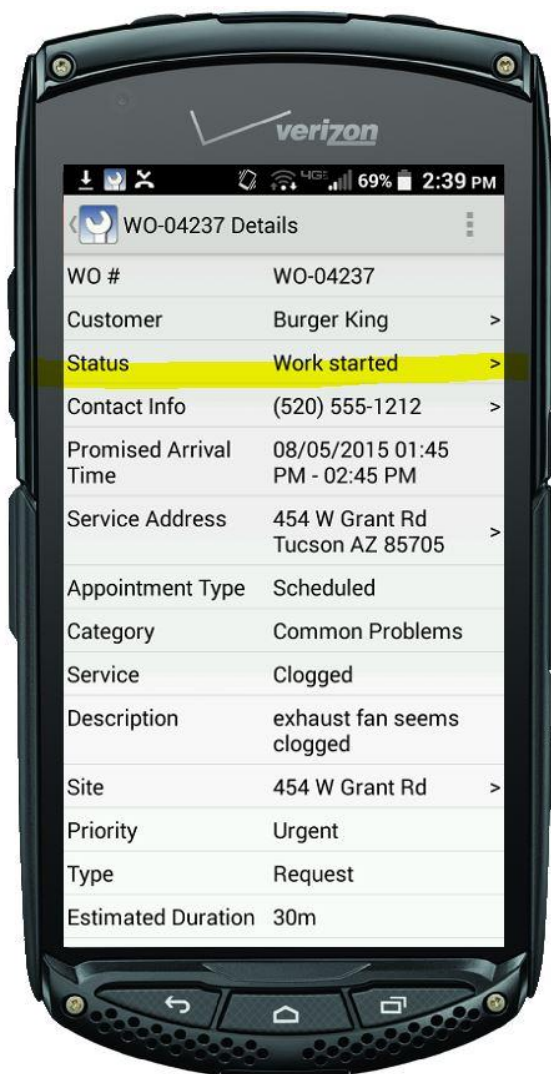 verizon
4G 69% 2:39 PM
WO-04237 Details
WO # WO-04237
Customer Burger King >
Status Work started >
Contact Info (520) 555-1212 >
Promised Arrival 08/05/2015 01:45
Time PM - 02:45 PM
Service Address 454 W Grant Rd
Tucson AZ 85705 >
Appointment Type Scheduled
Category Common Problems
Service Clogged
Description exhaust fan seems
clogged
Site 454 W Grant Rd >
Priority Urgent
Type Request
Estimated Duration 30m